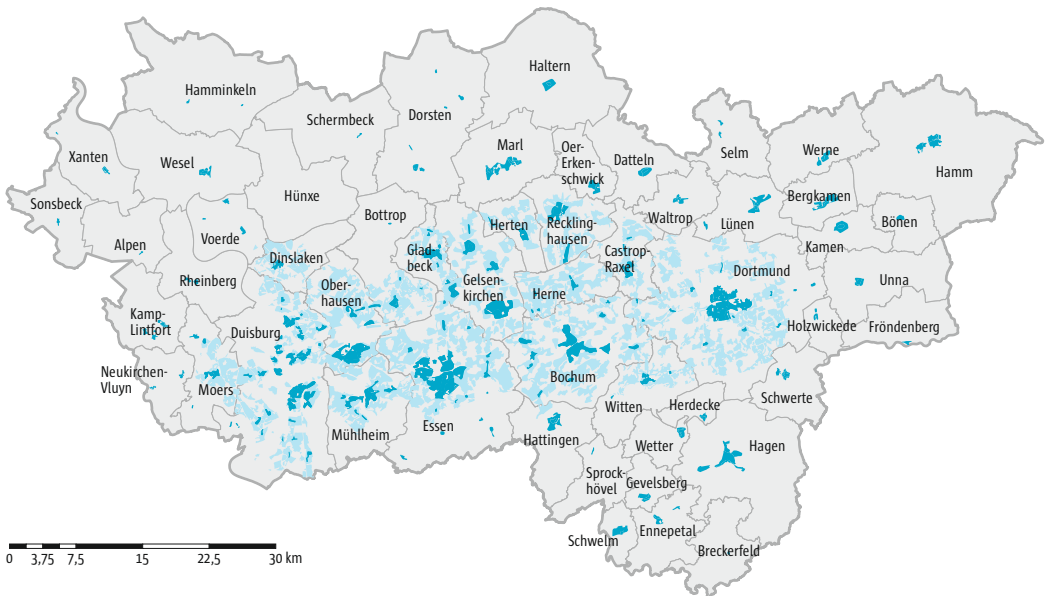 Haltern
Hamminkeln
Dorsten
Schermbeck
Marl
Oer-
Erken-
schwick
Datteln
Selm
Werne
Hamm
Xanten
Wesel
Hünxe
Bergkamen
Sonsbeck
Bottrop
Herten
Reckling-
hausen
Waltrop
Lünen
Bönen
Alpen
Voerde
Dinslaken
Glad-
beck
Castrop-
Raxel
Kamen
Rheinberg
Ober-
hausen
Gelsen-
kirchen
Herne
Dortmund
Unna
Kamp-
Lintfort
Duisburg
Holzwickede
Fröndenberg
Neukirchen-
Vluyn
Moers
Bochum
Schwerte
Mühlheim
Essen
Hattingen
Witten
Herdecke
Wetter
Hagen
Sprock-
hövel
Gevelsberg
Schwelm
Ennepetal
Breckerfeld
0 3,75 7,5 15 22,5 30 km